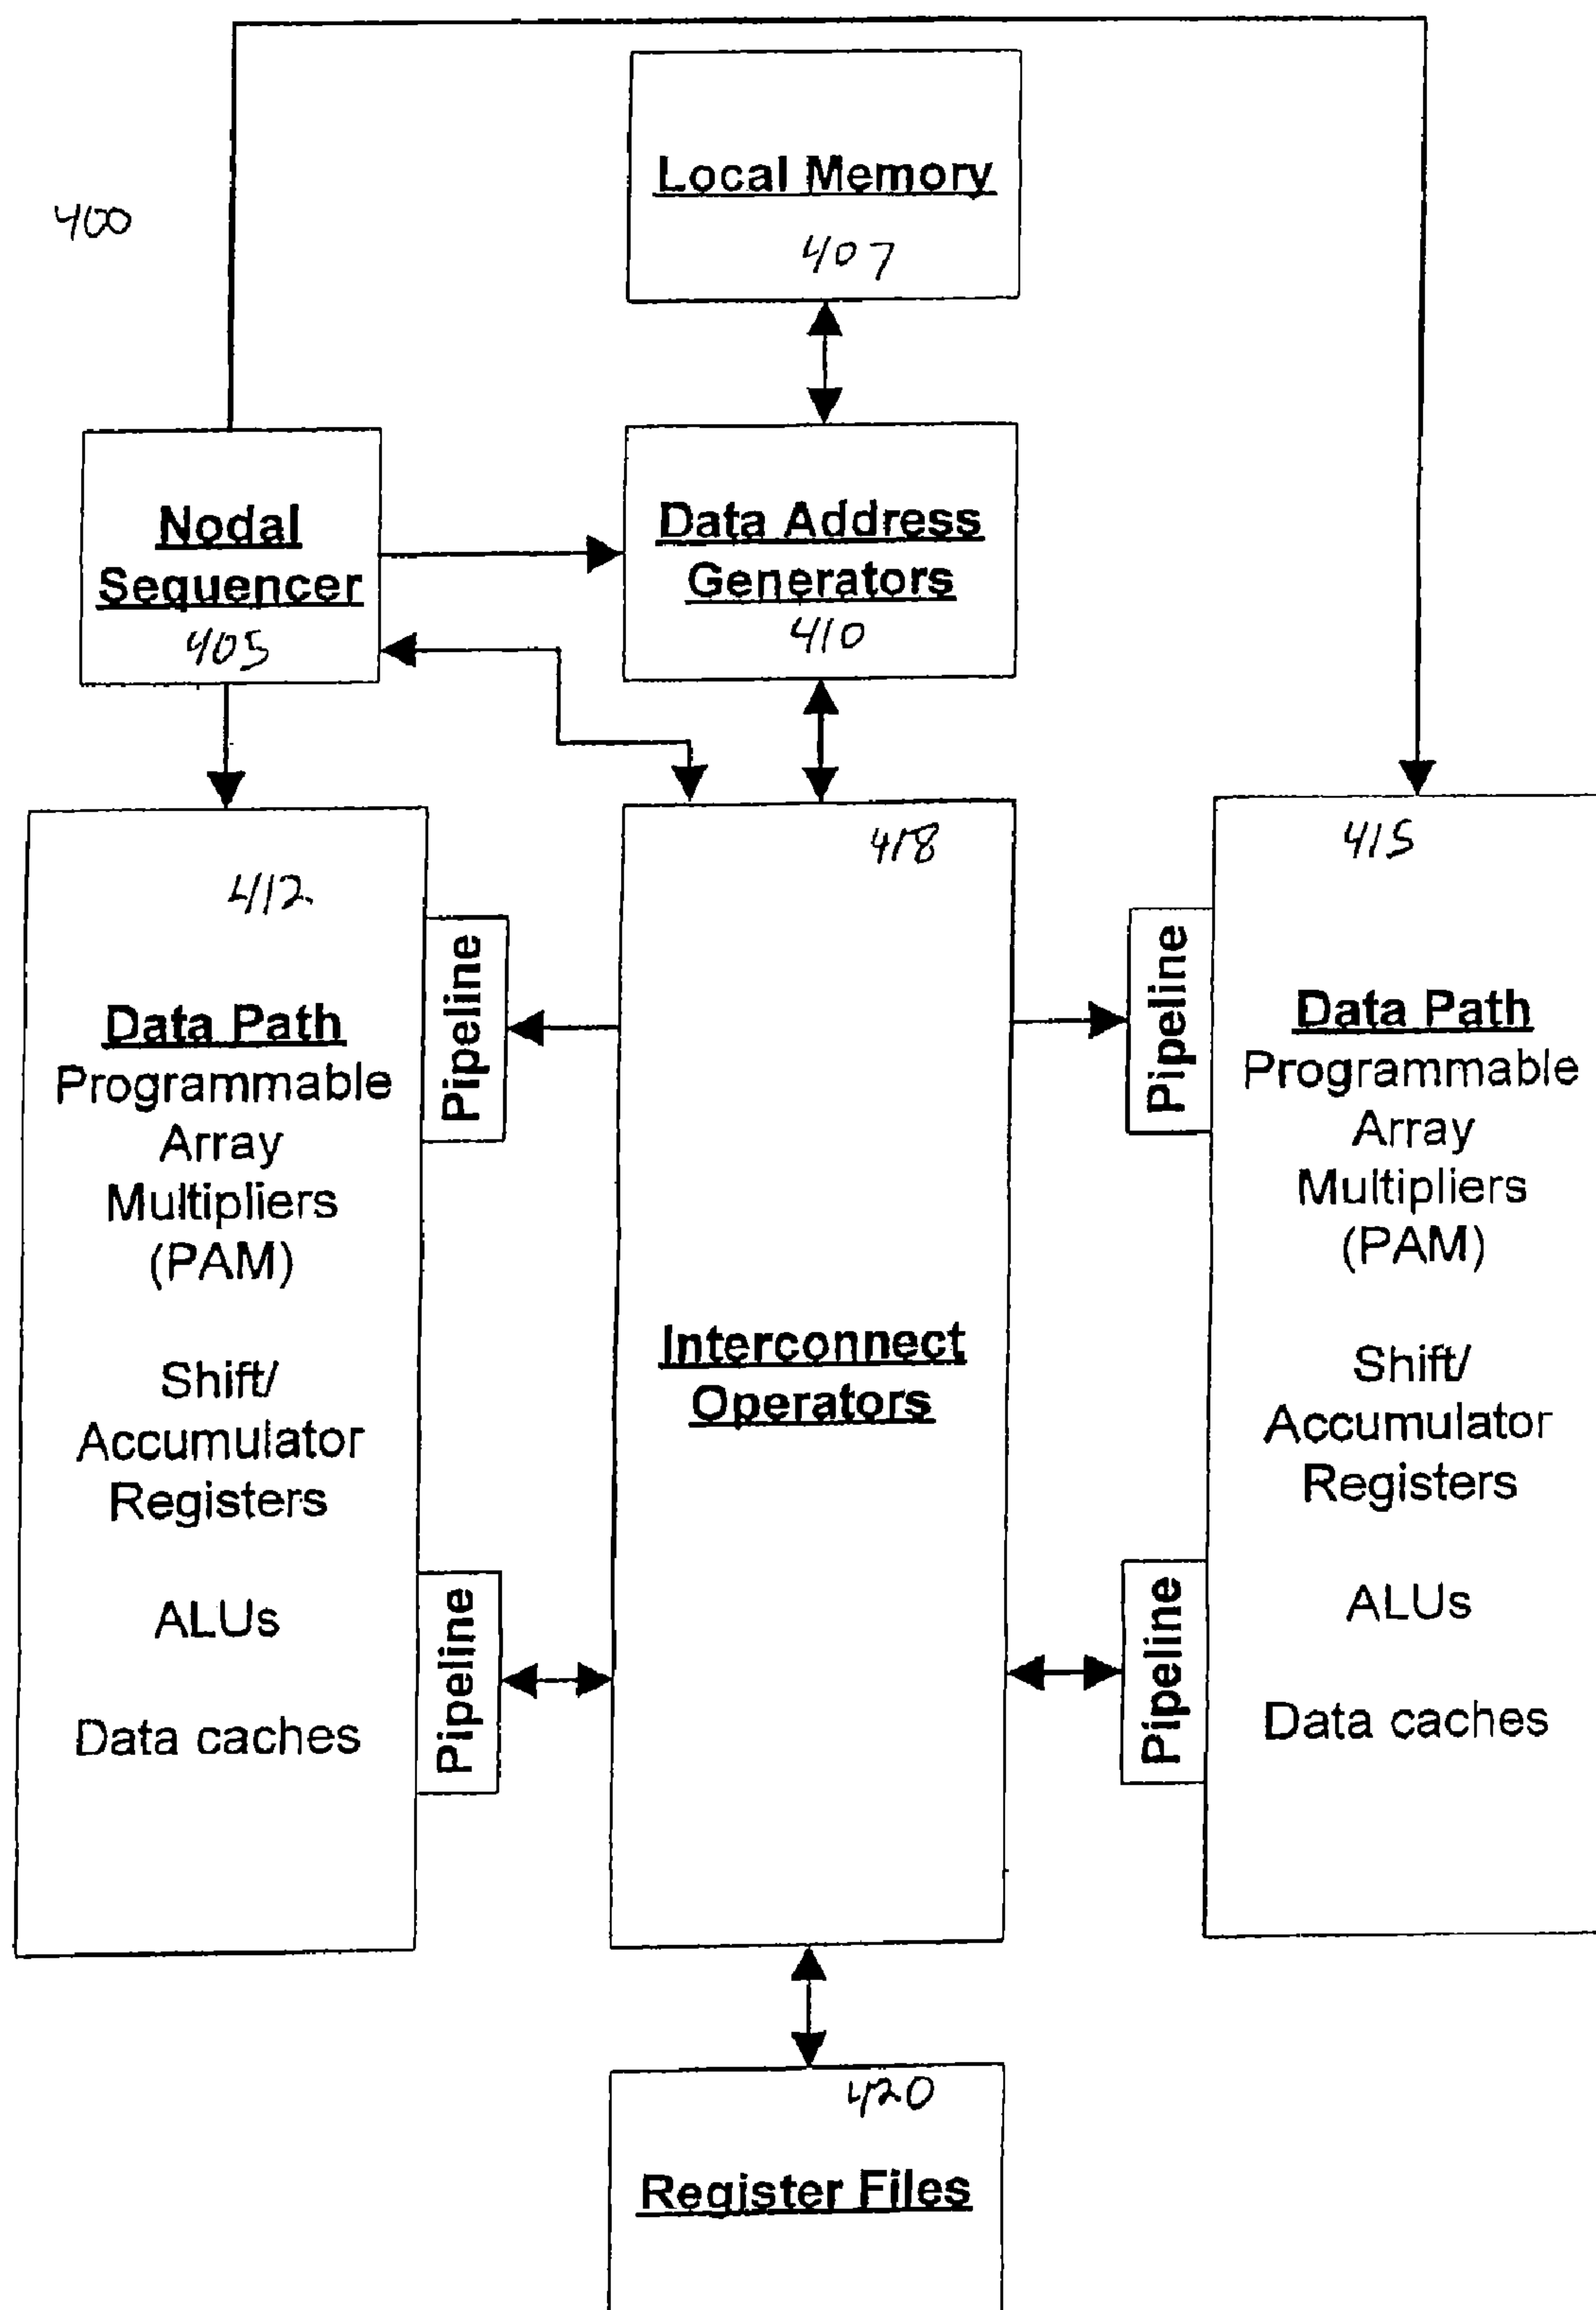 400
Local Memory
407
Nodal
Sequencer
405
Data Address
Generators
410
412
Data Path
Programmable
Array
Multipliers
(PAM)
Shift/
Accumulator
Registers
ALUs
Data caches
Pipeline
Pipeline
418
Interconnect
Operators
Pipeline
Pipeline
415
Data Path
Programmable
Array
Multipliers
(PAM)
Shift/
Accumulator
Registers
ALUs
Data caches
420
Register Files